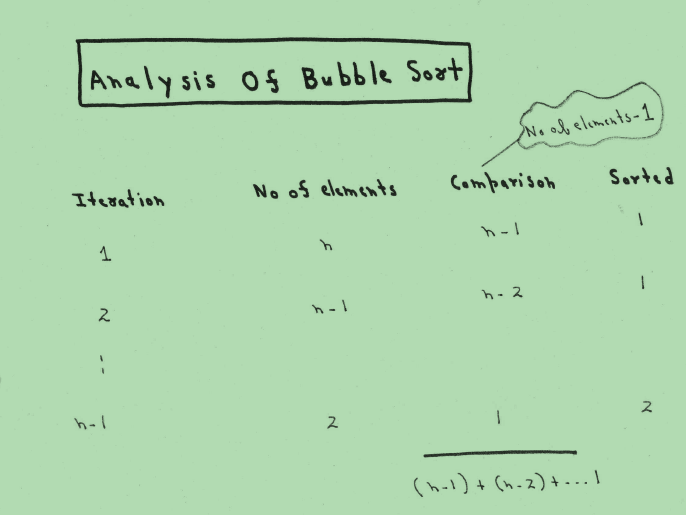 Analysis Of Bubble Sort
No of elements-1
Iteration No of elements Comparison Sorted
1 n n-1 1
2 n-1 n-2 1
n-1 2 1 2
(n-1) + (n-2) + ... 1